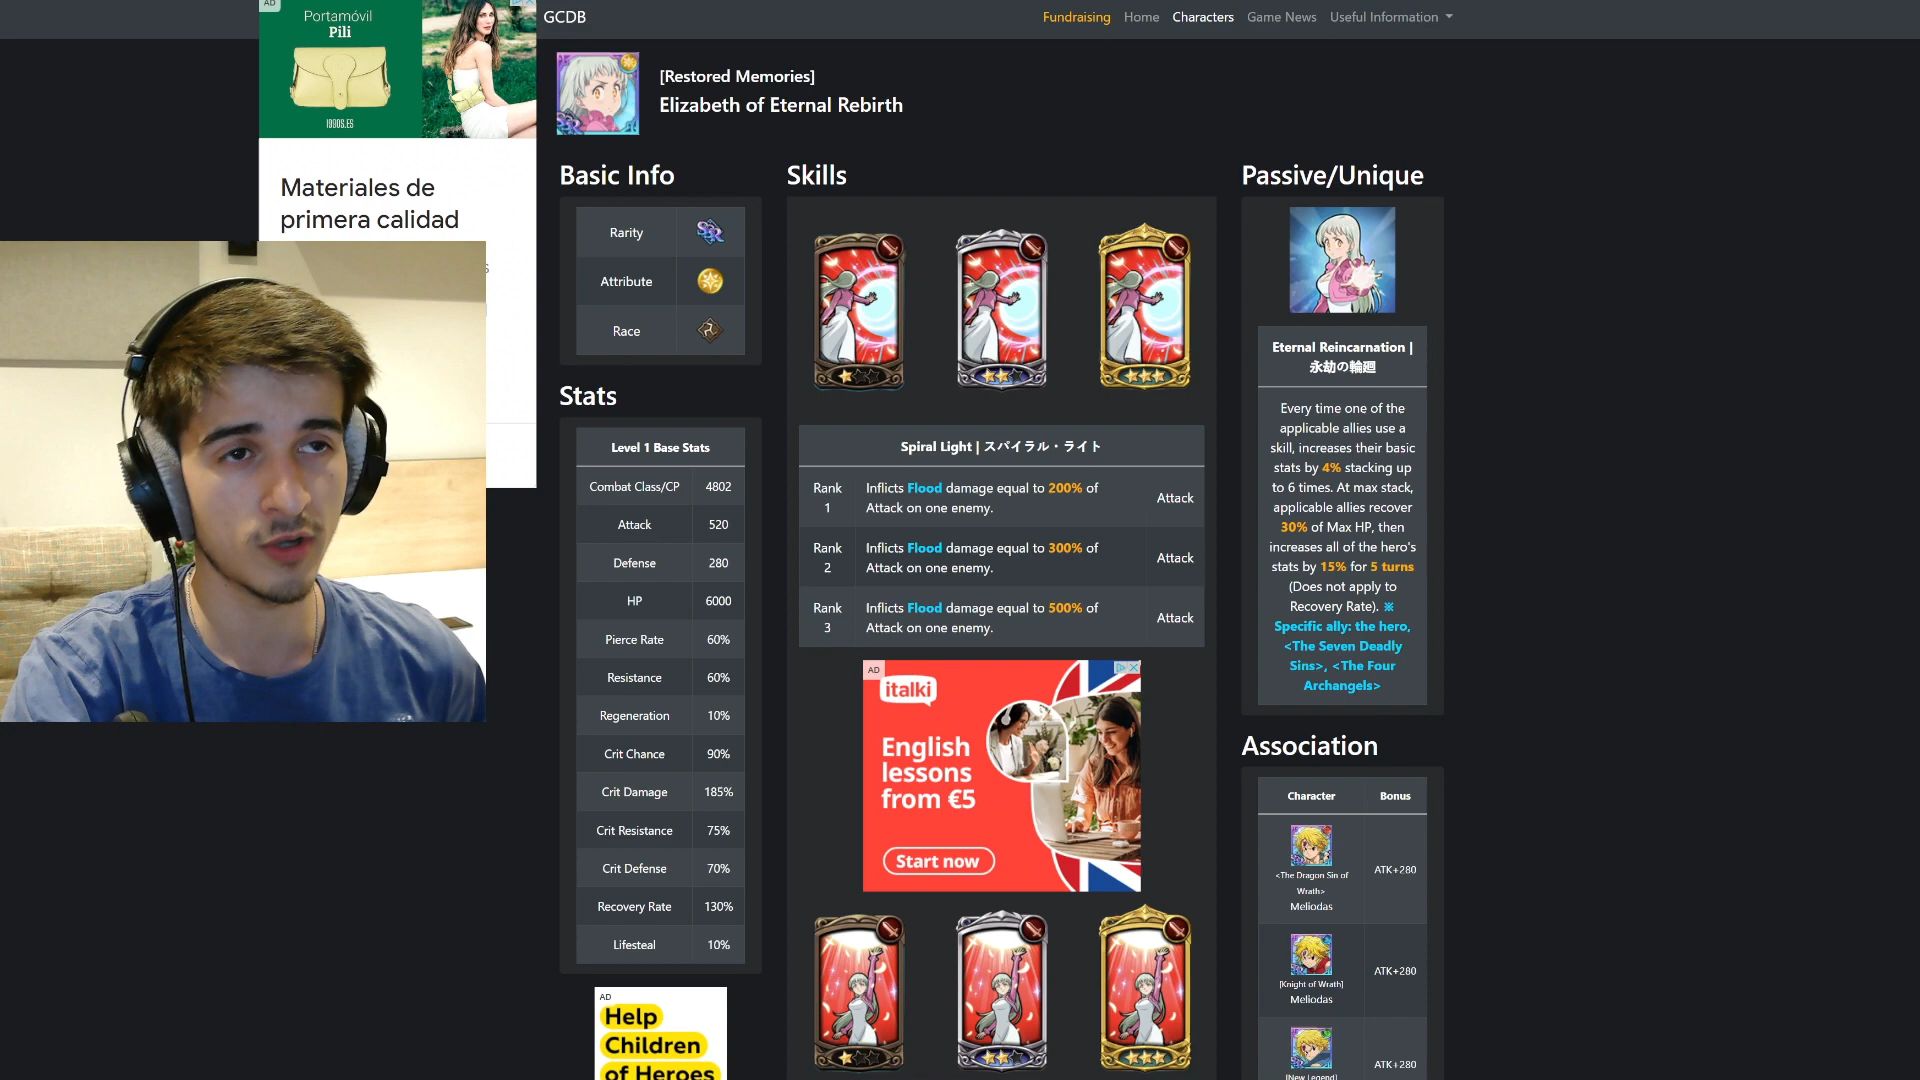 AD
Portamóvil
Pili
IQOOS.ES
Materiales de
primera calidad
GCDB
Fundraising
Home
Characters
Game News
Useful Information
[Restored Memories]
Elizabeth of Eternal Rebirth
Basic Info
Rarity
SSR
Attribute
Race
Stats
Level 1 Base Stats
Combat Class/CP 4802
Attack 520
Defense 280
HP 6000
Pierce Rate 60%
Resistance 60%
Regeneration 10%
Crit Chance 90%
Crit Damage 185%
Crit Resistance 75%
Crit Defense 70%
Recovery Rate 130%
Lifesteal 10%
AD
Help
Children
of Heroes
Skills
Spiral Light | スパイラル・ライト
Rank
1
Inflicts Flood damage equal to 200% of
Attack on one enemy.
Attack
Rank
2
Inflicts Flood damage equal to 300% of
Attack on one enemy.
Attack
Rank
3
Inflicts Flood damage equal to 500% of
Attack on one enemy.
Attack
AD
italki
English
lessons
from €5
Start now
Passive/Unique
Eternal Reincarnation |
永劫の輪廻
Every time one of the
applicable allies use a
skill, increases their basic
stats by 4% stacking up
to 6 times. At max stack,
applicable allies recover
30% of Max HP, then
increases all of the hero's
stats by 15% for 5 turns
(Does not apply to
Recovery Rate). ※
Specific ally: the hero,
<The Seven Deadly
Sins>, <The Four
Archangels>
Association
Character Bonus
<The Dragon Sin of
Wrath>
Meliodas
ATK+280
[Knight of Wrath]
Meliodas
ATK+280
[New Legend]
ATK+280